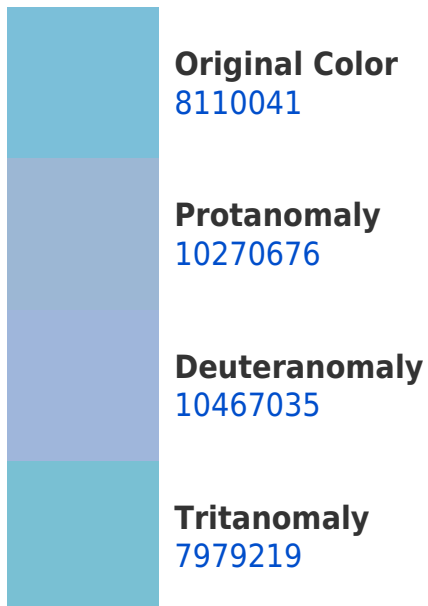 Original Color
8110041
Protanomaly
10270676
Deuteranomaly
10467035
Tritanomaly
7979219